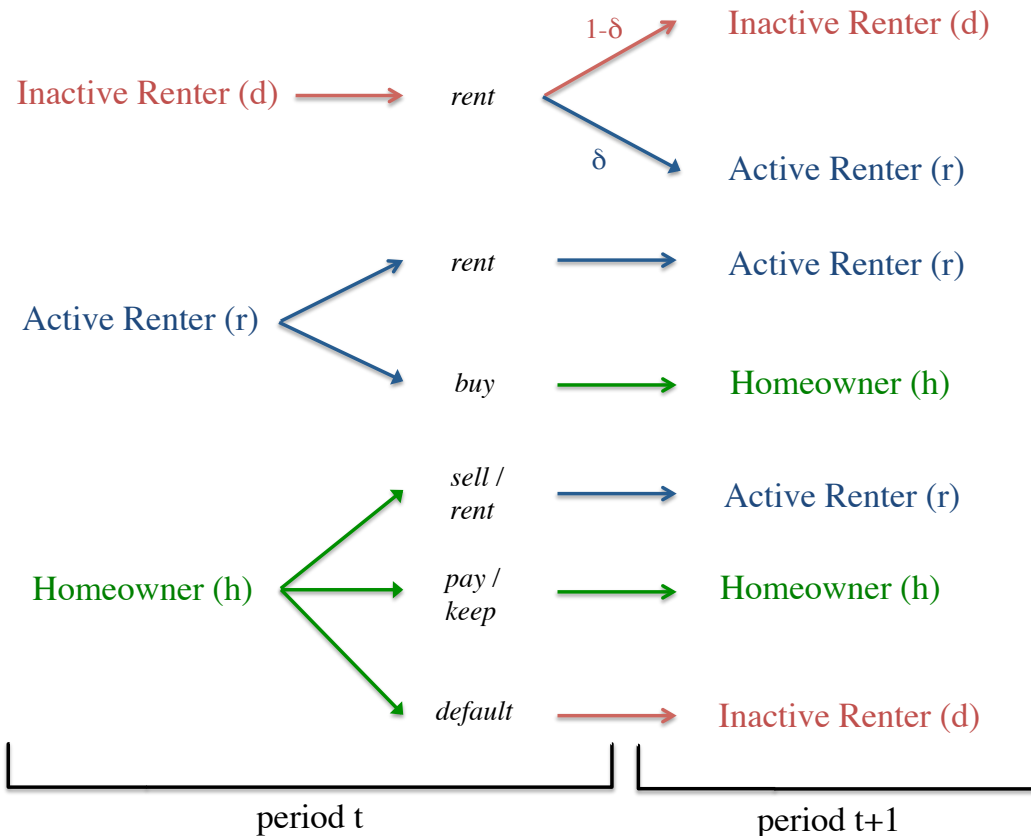 1-δ
Inactive Renter (d)
Inactive Renter (d)
rent
δ
Active Renter (r)
rent
Active Renter (r)
Active Renter (r)
buy
Homeowner (h)
sell /
rent
Active Renter (r)
Homeowner (h)
pay /
keep
Homeowner (h)
default
Inactive Renter (d)
period t
period t+1